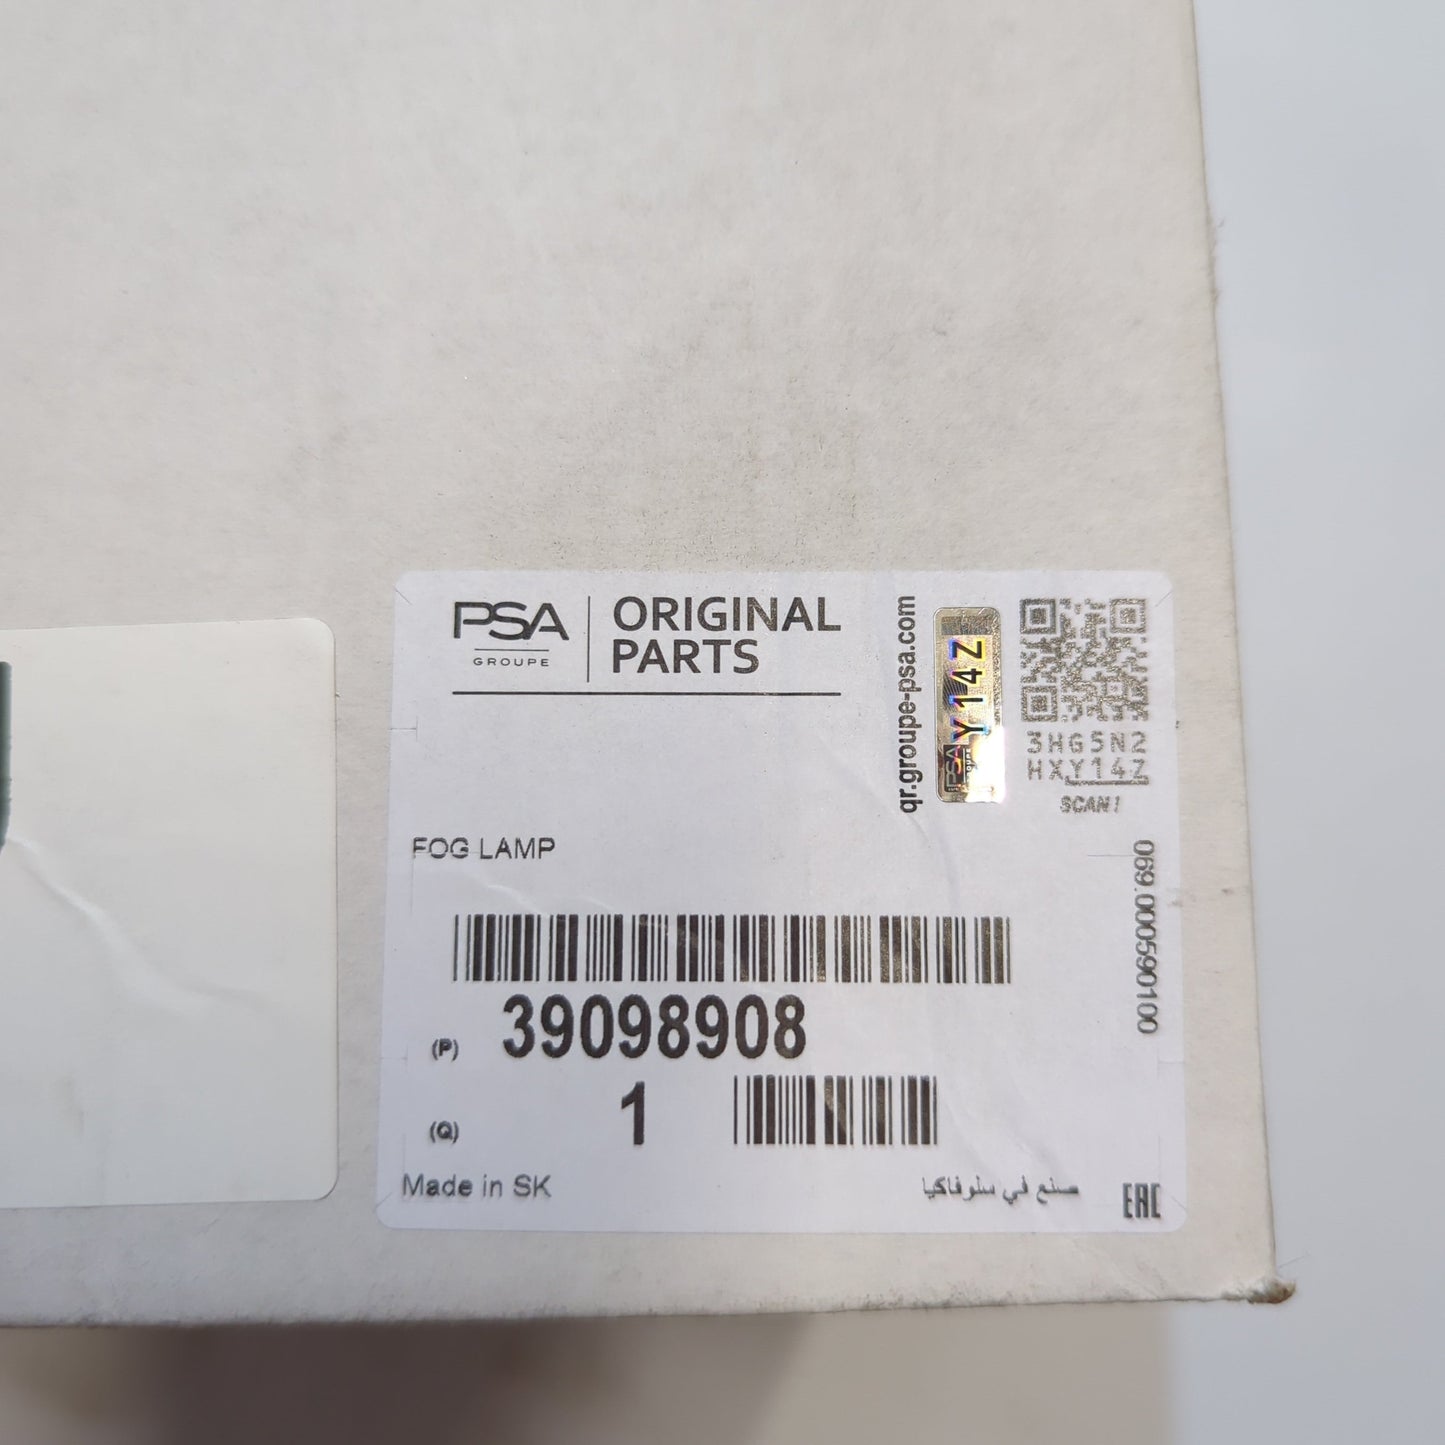 PSA
GROUPE
ORIGINAL
PARTS
qr.groupe-psa.com
PSA
Y14Z
3HG5N2
HXY14Z
SCAN!
FOG LAMP
069.000590100
(P) 39098908
(Q) 1
Made in SK
صنع في سلوفاكيا
EAC